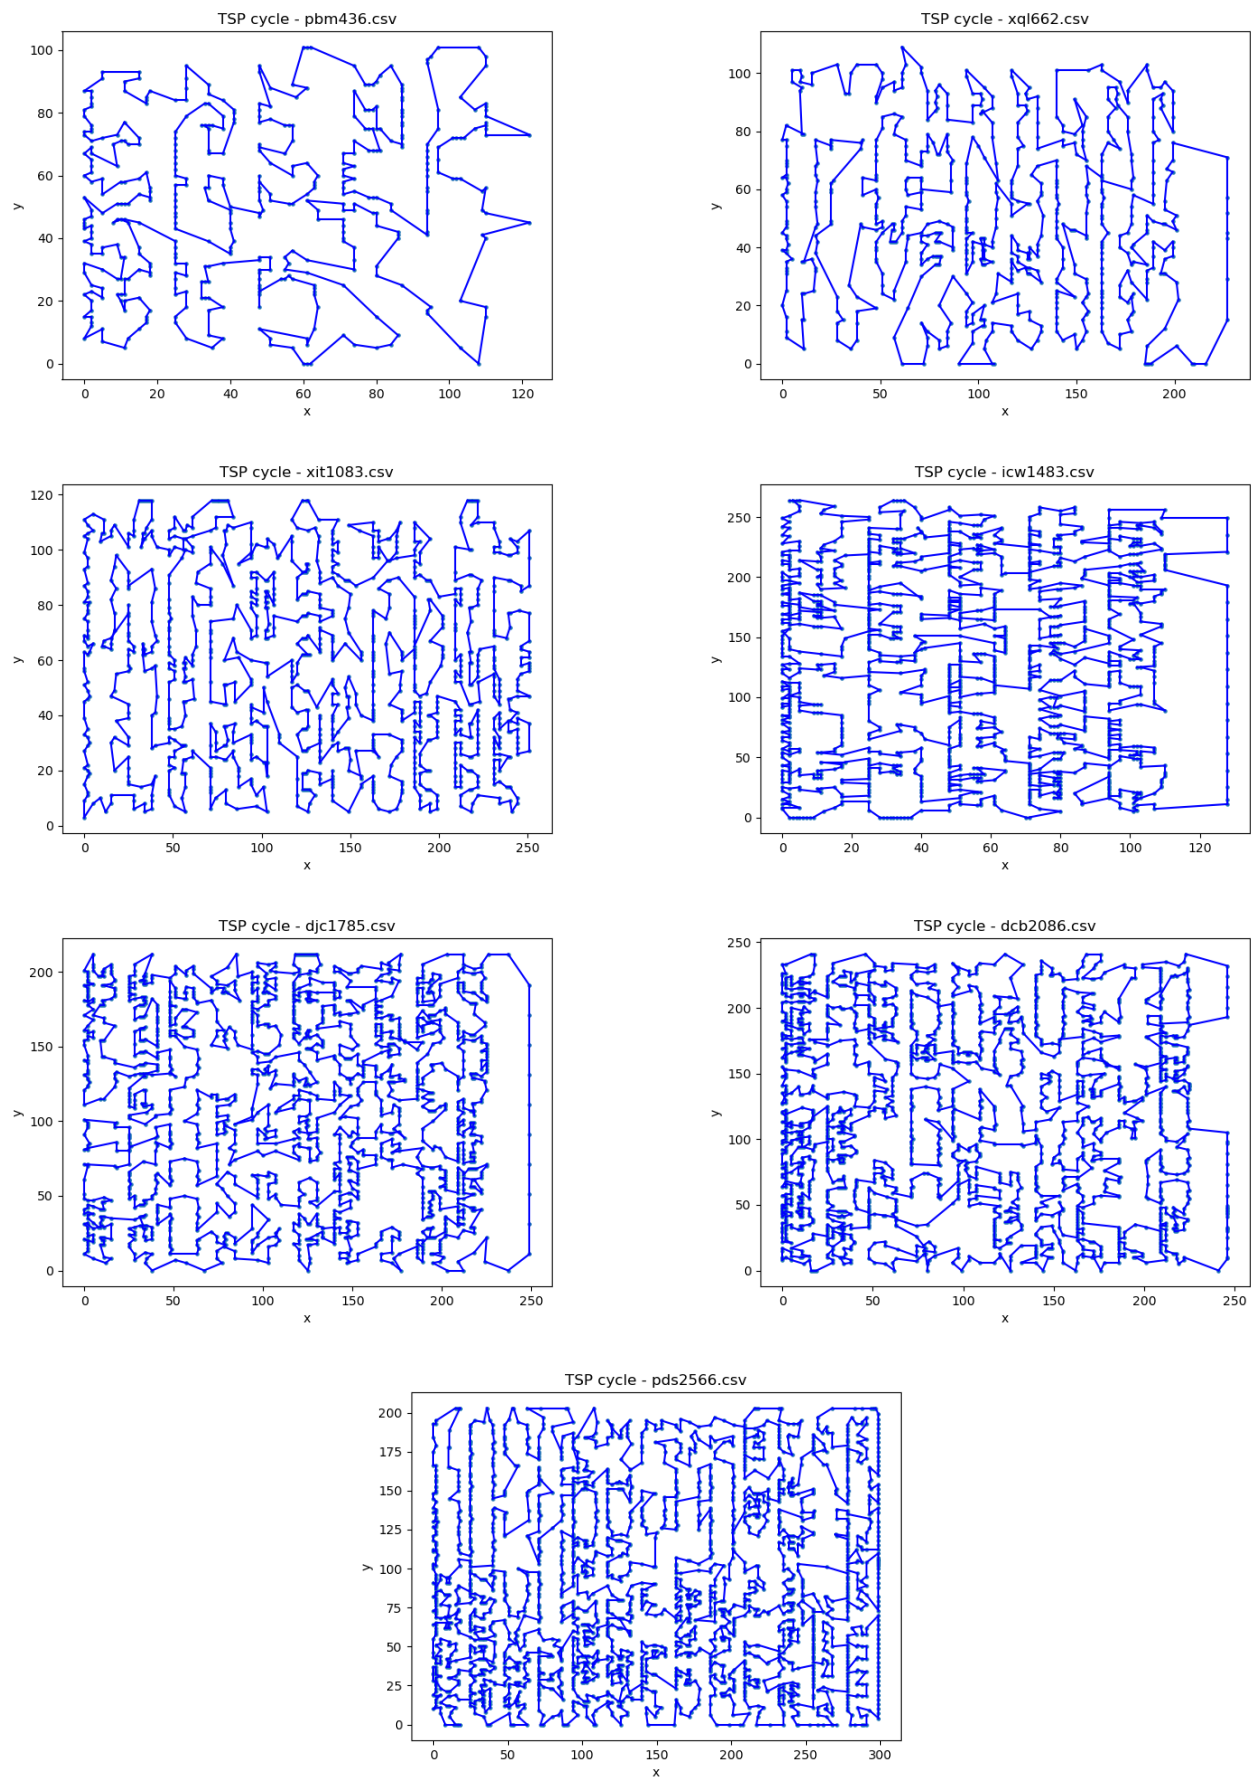 TSP cycle - pbm436.csv
100
80
60
40
20
0
y
0 20 40 60 80 100 120
x
TSP cycle - xql662.csv
100
80
60
40
20
0
y
0 50 100 150 200
x
TSP cycle - xit1083.csv
120
100
80
60
40
20
0
y
0 50 100 150 200 250
x
TSP cycle - icw1483.csv
250
200
150
100
50
0
y
0 20 40 60 80 100 120
x
TSP cycle - djc1785.csv
200
150
100
50
0
y
0 50 100 150 200 250
x
TSP cycle - dcb2086.csv
250
200
150
100
50
0
y
0 50 100 150 200 250
x
TSP cycle - pds2566.csv
200
175
150
125
100
75
50
25
0
y
0 50 100 150 200 250 300
x